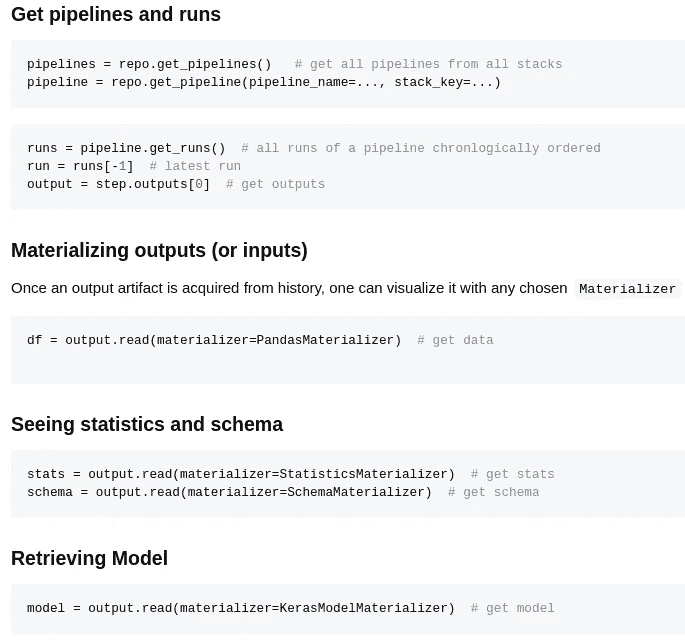 Get pipelines and runs
pipelines = repo.get_pipelines()   # get all pipelines from all stacks
pipeline = repo.get_pipeline(pipeline_name=..., stack_key=...)
runs = pipeline.get_runs()  # all runs of a pipeline chronlogically ordered
run = runs[-1]  # latest run
output = step.outputs[0]  # get outputs
Materializing outputs (or inputs)
Once an output artifact is acquired from history, one can visualize it with any chosen Materializer
df = output.read(materializer=PandasMaterializer)  # get data
Seeing statistics and schema
stats = output.read(materializer=StatisticsMaterializer)  # get stats
schema = output.read(materializer=SchemaMaterializer)  # get schema
Retrieving Model
model = output.read(materializer=KerasModelMaterializer)  # get model